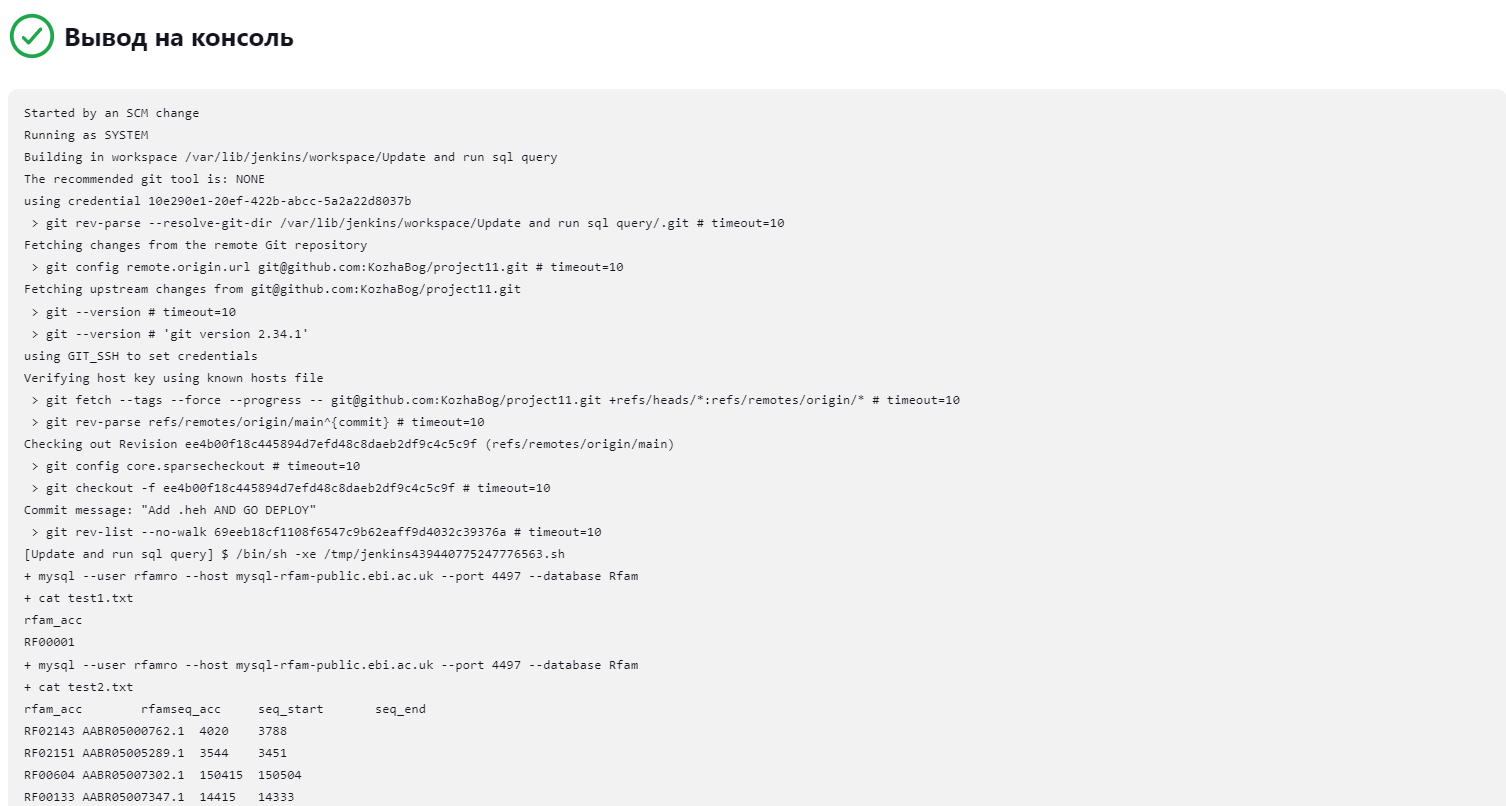 Вывод на консоль
Started by an SCM change
Running as SYSTEM
Building in workspace /var/lib/jenkins/workspace/Update and run sql query
The recommended git tool is: NONE
using credential 10e290e1-20ef-422b-abcc-5a2a22d8037b
 > git rev-parse --resolve-git-dir /var/lib/jenkins/workspace/Update and run sql query/.git # timeout=10
Fetching changes from the remote Git repository
 > git config remote.origin.url git@github.com:KozhaBog/project11.git # timeout=10
Fetching upstream changes from git@github.com:KozhaBog/project11.git
 > git --version # timeout=10
 > git --version # 'git version 2.34.1'
using GIT_SSH to set credentials
Verifying host key using known hosts file
 > git fetch --tags --force --progress -- git@github.com:KozhaBog/project11.git +refs/heads/*:refs/remotes/origin/* # timeout=10
 > git rev-parse refs/remotes/origin/main^{commit} # timeout=10
Checking out Revision ee4b00f18c445894d7efd48c8daeb2df9c4c5c9f (refs/remotes/origin/main)
 > git config core.sparsecheckout # timeout=10
 > git checkout -f ee4b00f18c445894d7efd48c8daeb2df9c4c5c9f # timeout=10
Commit message: "Add .heh AND GO DEPLOY"
 > git rev-list --no-walk 69eeb18cf1108f6547c9b62eaff9d4032c39376a # timeout=10
[Update and run sql query] $ /bin/sh -xe /tmp/jenkins439440775247776563.sh
+ mysql --user rfamro --host mysql-rfam-public.ebi.ac.uk --port 4497 --database Rfam
+ cat test1.txt
rfam_acc
RF00001
+ mysql --user rfamro --host mysql-rfam-public.ebi.ac.uk --port 4497 --database Rfam
+ cat test2.txt
rfam_acc	rfamseq_acc	seq_start	seq_end
RF02143	AABR05000762.1	4020	3788
RF02151	AABR05005289.1	3544	3451
RF00604	AABR05007302.1	150415	150504
RF00133	AABR05007347.1	14415	14333